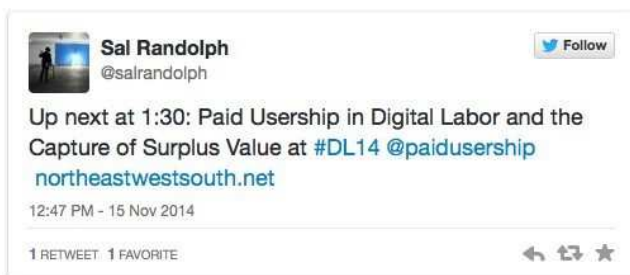 Sal Randolph
Follow
@salrandolph
Up next at 1:30: Paid Usership in Digital Labor and the
Capture of Surplus Value at #DL14 @paidusership
northeastwestsouth.net
12:47 PM - 15 Nov 2014
1 RETWEET 1 FAVORITE